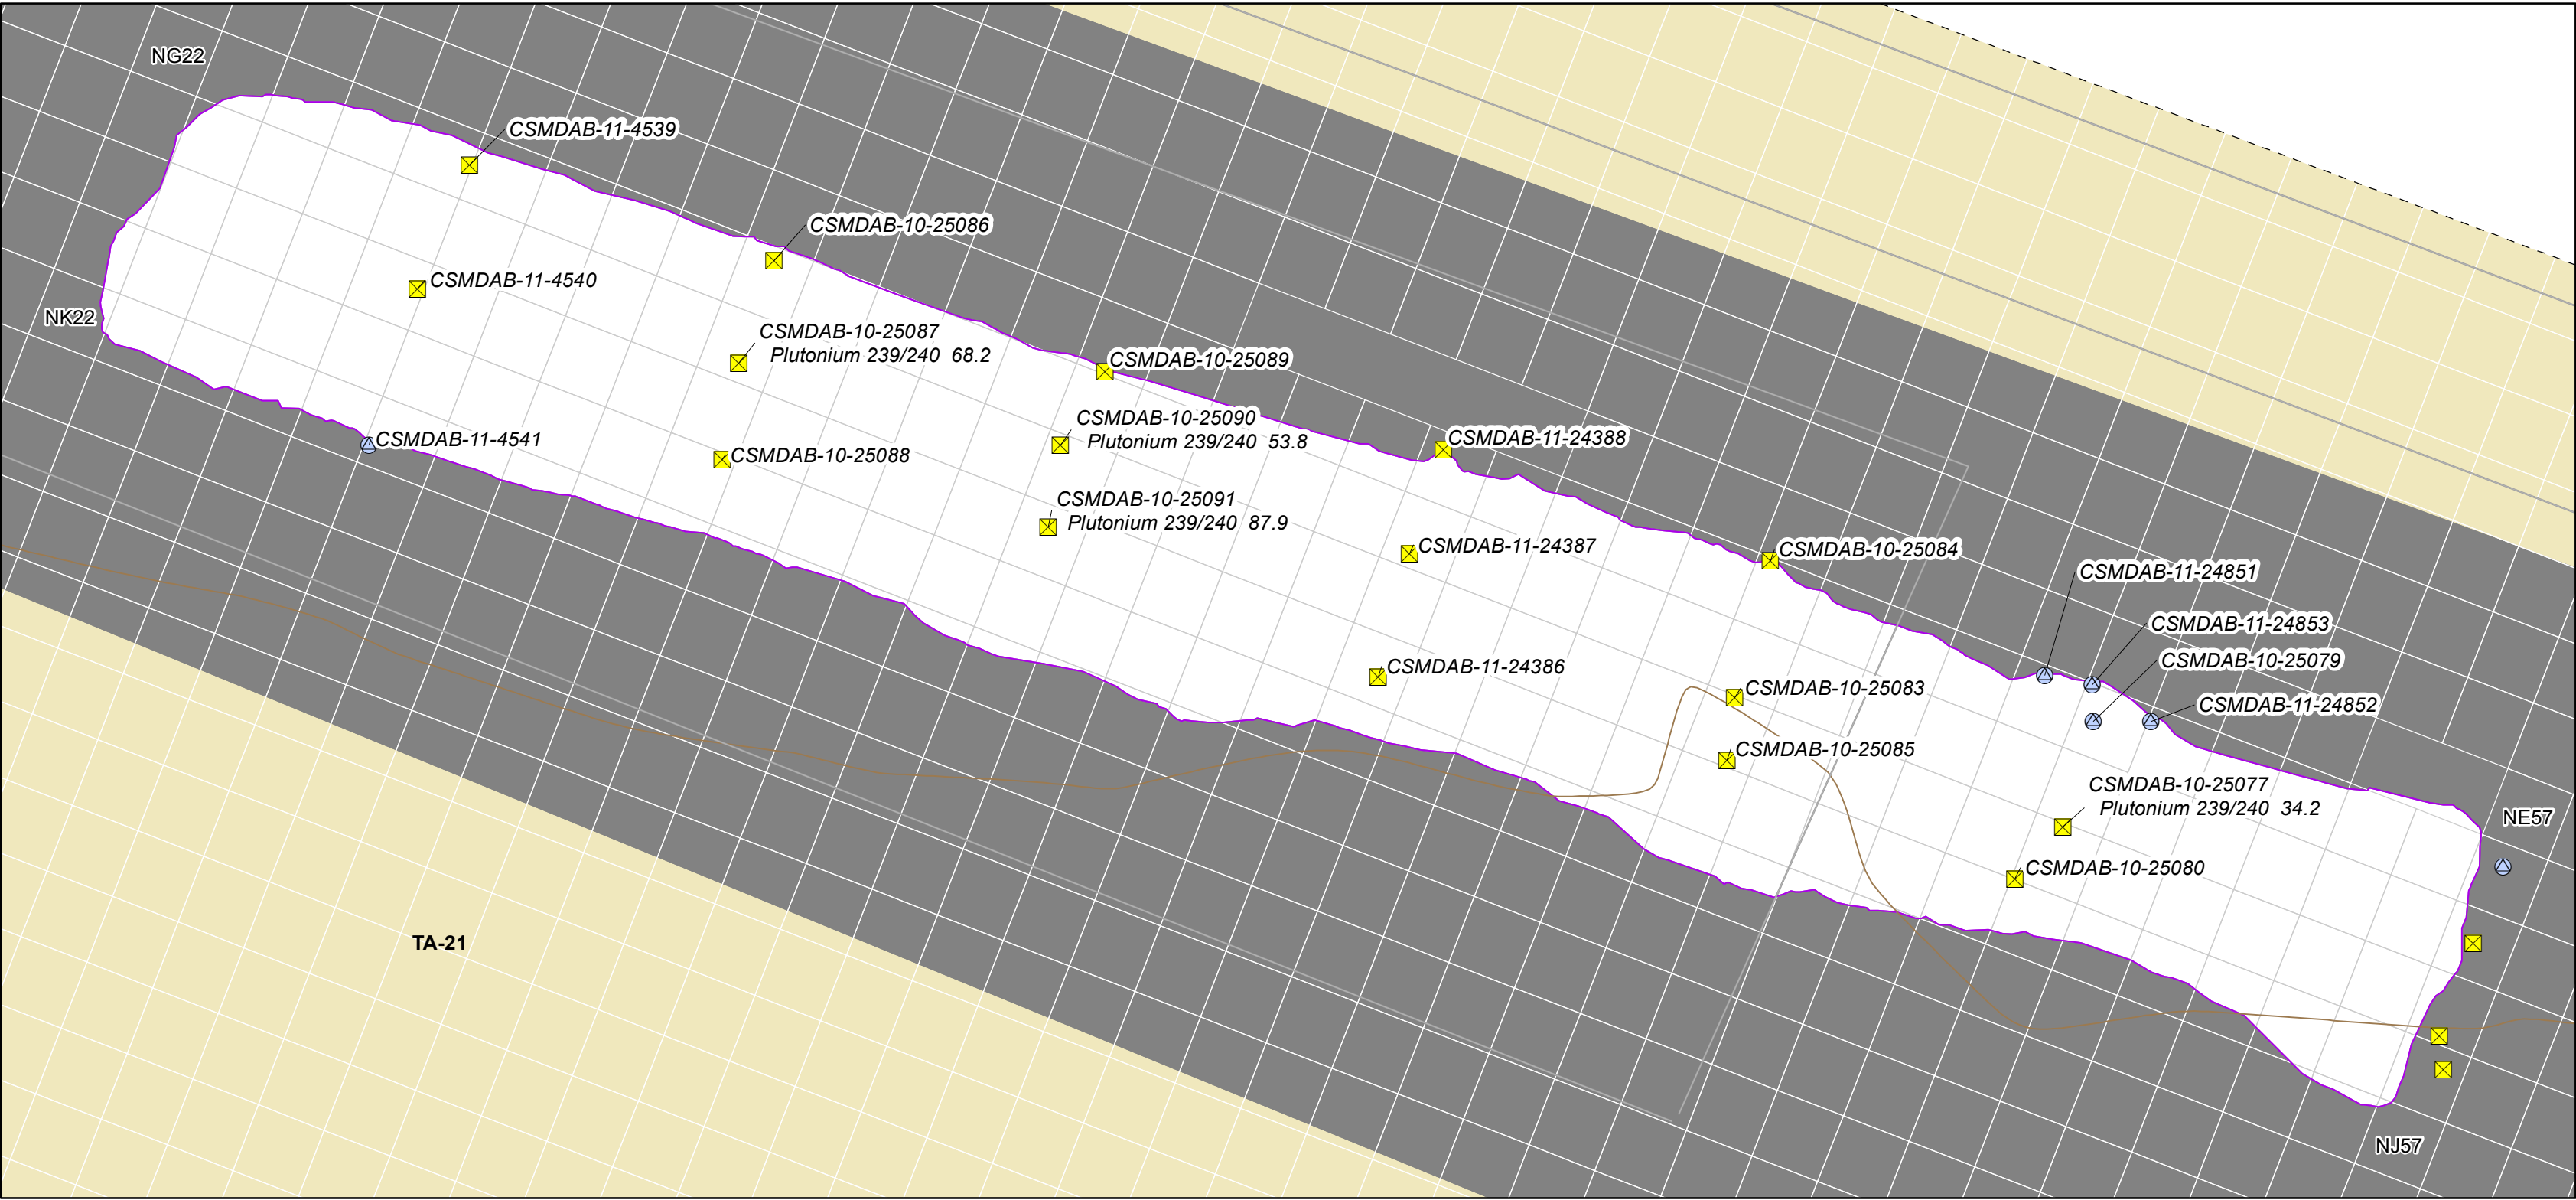 NG22
CSMDAB-11-4539
CSMDAB-10-25086
CSMDAB-11-4540
NK22
CSMDAB-10-25087
Plutonium 239/240 68.2
CSMDAB-10-25089
CSMDAB-11-4541
CSMDAB-10-25088
CSMDAB-10-25090
Plutonium 239/240 53.8
CSMDAB-11-24388
CSMDAB-10-25091
Plutonium 239/240 87.9
CSMDAB-11-24387
CSMDAB-10-25084
CSMDAB-11-24851
CSMDAB-11-24853
CSMDAB-10-25079
CSMDAB-11-24386
CSMDAB-10-25083
CSMDAB-11-24852
CSMDAB-10-25085
CSMDAB-10-25077
Plutonium 239/240 34.2
NE57
CSMDAB-10-25080
TA-21
NJ57